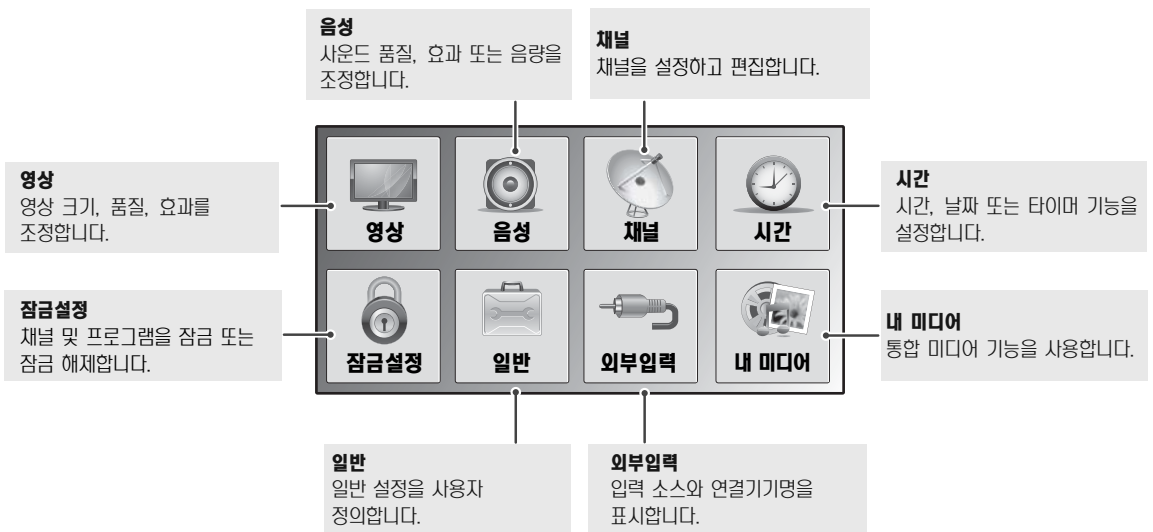 음성
사운드 품질, 효과 또는 음량을
조정합니다.
채널
채널을 설정하고 편집합니다.
영상
영상 크기, 품질, 효과를
조정합니다.
영상
음성
채널
시간
시간
시간, 날짜 또는 타이머 기능을
설정합니다.
잠금설정
채널 및 프로그램을 잠금 또는
잠금 해제합니다.
잠금설정
일반
외부입력
내 미디어
내 미디어
통합 미디어 기능을 사용합니다.
일반
일반 설정을 사용자
정의합니다.
외부입력
입력 소스와 연결기기명을
표시합니다.